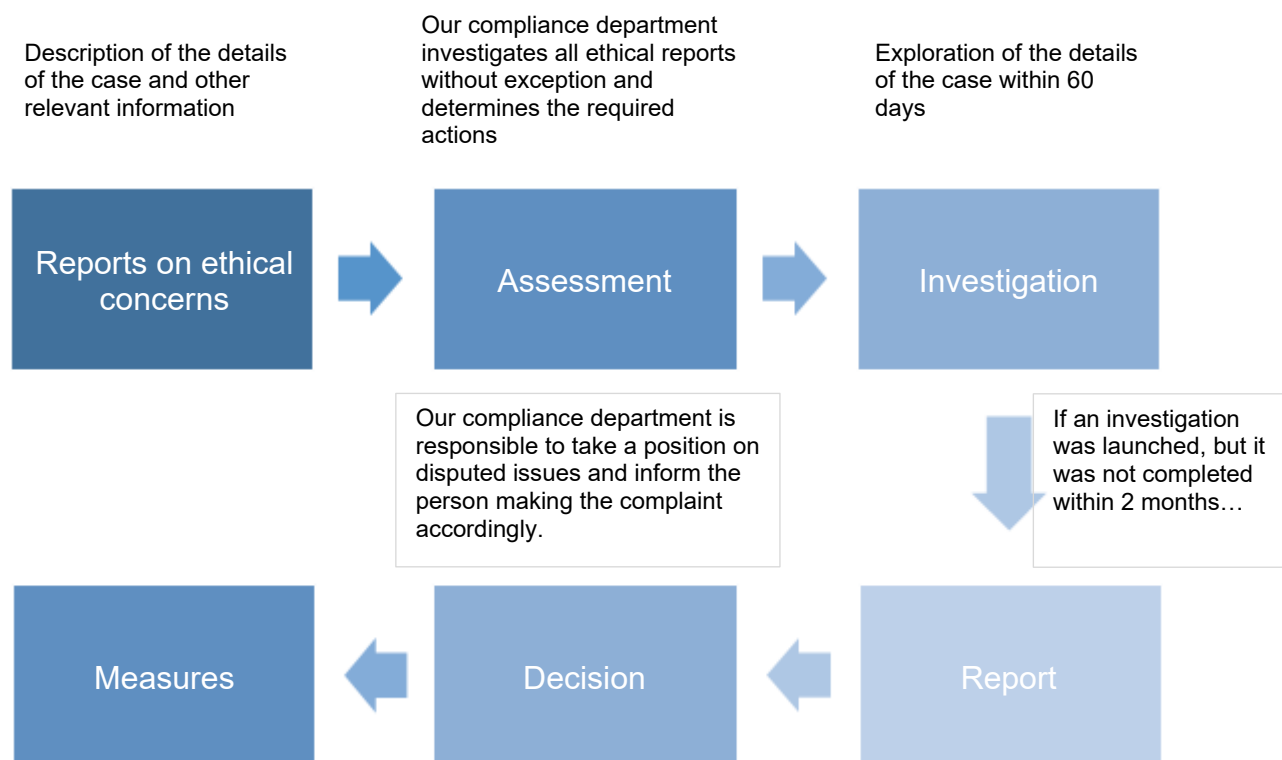 Description of the details
of the case and other
relevant information
Our compliance department
investigates all ethical reports
without exception and
determines the required
actions
Exploration of the details
of the case within 60
days
Reports on ethical
concerns
Assessment
Investigation
Our compliance department is
responsible to take a position on
disputed issues and inform the
person making the complaint
accordingly.
If an investigation
was launched, but it
was not completed
within 2 months…
Measures
Decision
Report